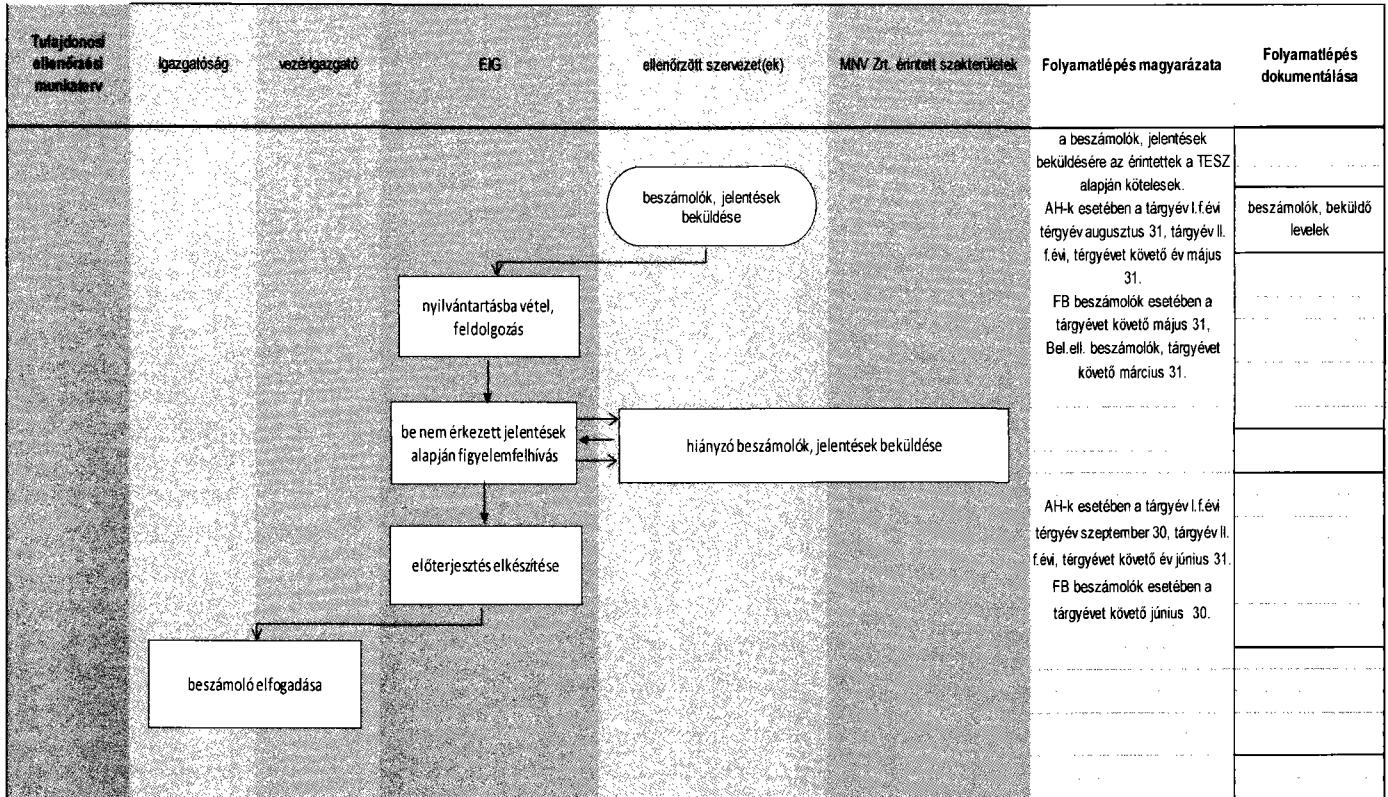 Tulajdonosi
ellenőrzési
munkaterv
Igazgatóság
vezérigazgató
EIG
ellenőrzött szervezet(ek)
MNV Zrt. érintett szakterületek
Folyamatlépés magyarázata
Folyamatlépés
dokumentálása
beszámolók, jelentések
beküldése
a beszámolók, jelentések
beküldésére az érintettek a TESZ
alapján kötelesek.
AH-k esetében a tárgyév I.f.évi
térgyév augusztus 31, tárgyév II.
f.évi, térgyévet követő év május
31.
FB beszámolók esetében a
tárgyévet követő május 31,
Bel.ell. beszámolók, tárgyévet
követő március 31.
beszámolók, beküldő
levelek
nyilvántartásba vétel,
feldolgozás
be nem érkezett jelentések
alapján figyelemfelhívás
hiányzó beszámolók, jelentések beküldése
előterjesztés elkészítése
AH-k esetében a tárgyév I.f.évi
térgyév szeptember 30, tárgyév II.
f.évi, térgyévet követő év június 31.
FB beszámolók esetében a
tárgyévet követő június 30.
beszámoló elfogadása